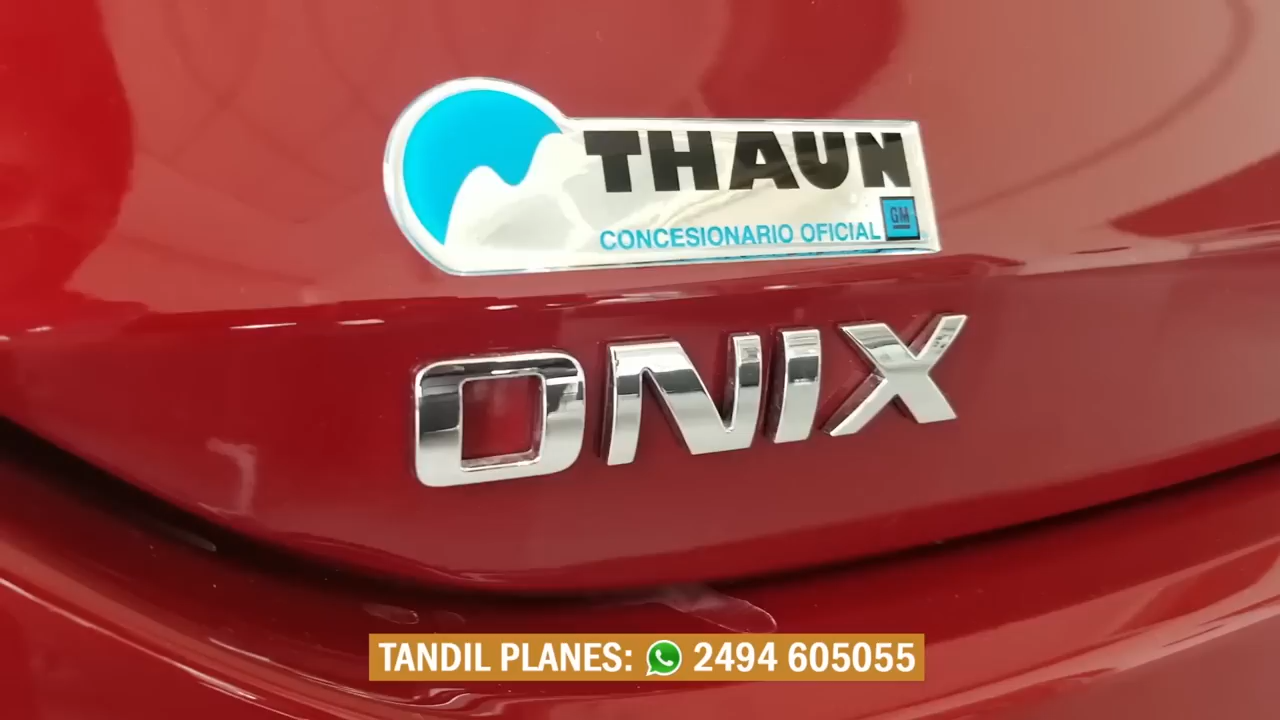 THAUN
CONCESIONARIO OFICIAL GM
ONIX
TANDIL PLANES: 2494 605055